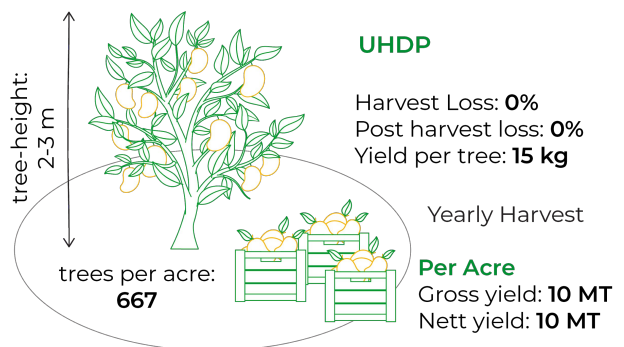 tree-height:
2-3 m
UHDP
Harvest Loss: 0%
Post harvest loss: 0%
Yield per tree: 15 kg
Yearly Harvest
trees per acre:
667
Per Acre
Gross yield: 10 MT
Nett yield: 10 MT